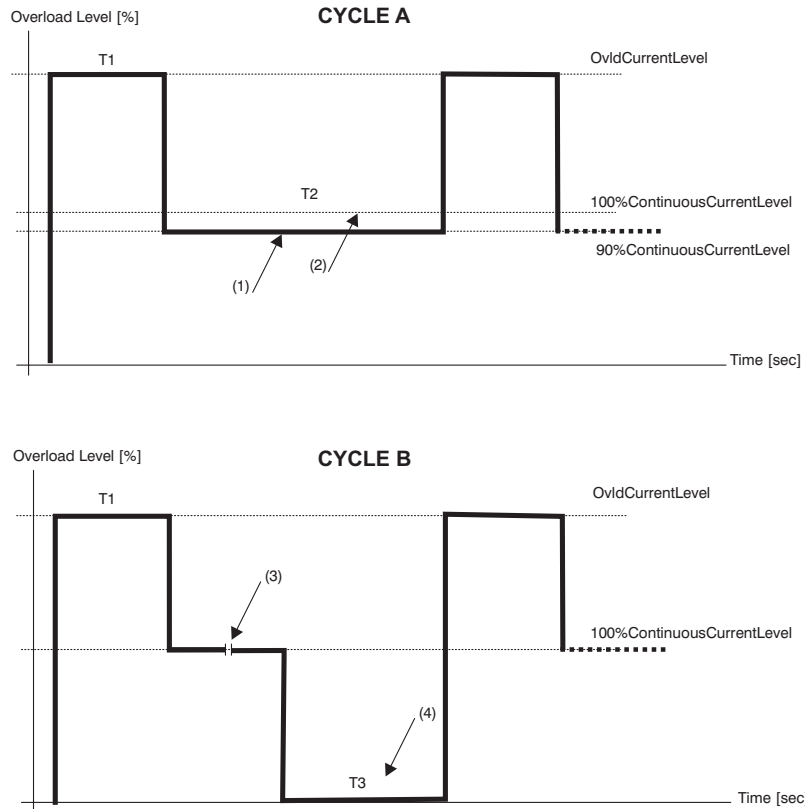 Overload Level [%]
CYCLE A
T1
OvldCurrentLevel
T2
100%ContinuousCurrentLevel
90%ContinuousCurrentLevel
(2)
(1)
Time [sec]
Overload Level [%]
CYCLE B
T1
OvldCurrentLevel
(3)
100%ContinuousCurrentLevel
(4)
T3
Time [sec